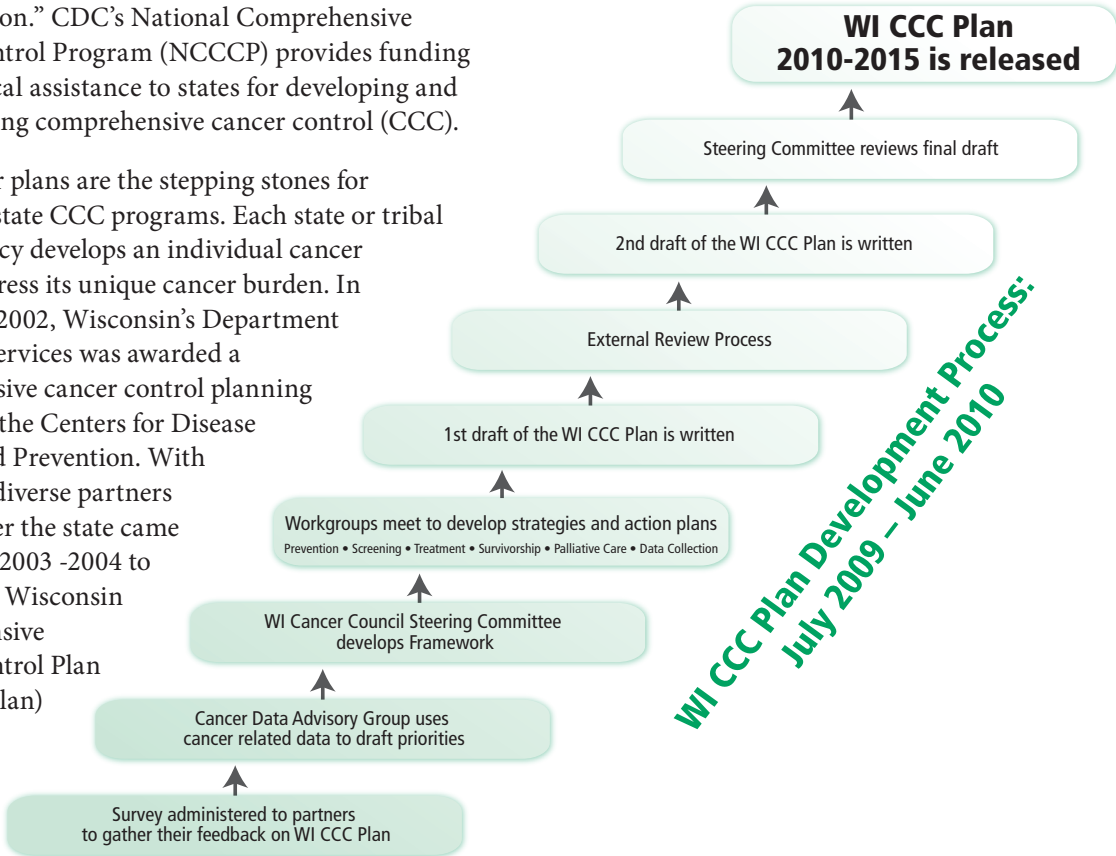 on.” CDC’s National Comprehensive
ntrol Program (NCCCP) provides funding
cal assistance to states for developing and
ng comprehensive cancer control (CCC).
r plans are the stepping stones for
state CCC programs. Each state or tribal
cy develops an individual cancer
ress its unique cancer burden. In
2002, Wisconsin’s Department
ervices was awarded a
sive cancer control planning
the Centers for Disease
d Prevention. With
diverse partners
er the state came
2003 -2004 to
Wisconsin
nsive
ntrol Plan
lan)
WI CCC Plan
2010-2015 is released
Steering Committee reviews final draft
2nd draft of the WI CCC Plan is written
External Review Process
1st draft of the WI CCC Plan is written
Workgroups meet to develop strategies and action plans
Prevention • Screening • Treatment • Survivorship • Palliative Care • Data Collection
WI Cancer Council Steering Committee
develops Framework
Cancer Data Advisory Group uses
cancer related data to draft priorities
Survey administered to partners
to gather their feedback on WI CCC Plan
WI CCC Plan Development Process:
July 2009 – June 2010